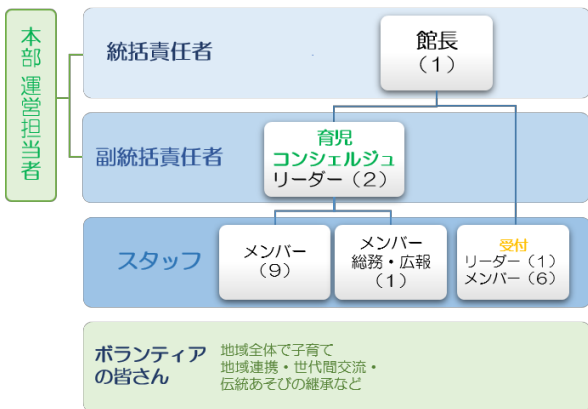 本部 運営担当者
統括責任者
館長
（1）
副統括責任者
育児
コンシェルジュ
リーダー（2）
スタッフ
メンバー
（9）
メンバー
総務・広報
（1）
受付
リーダー（1）
メンバー（6）
ボランティア
の皆さん
地域全体で子育て
地域連携・世代間交流・
伝統あそびの継承など